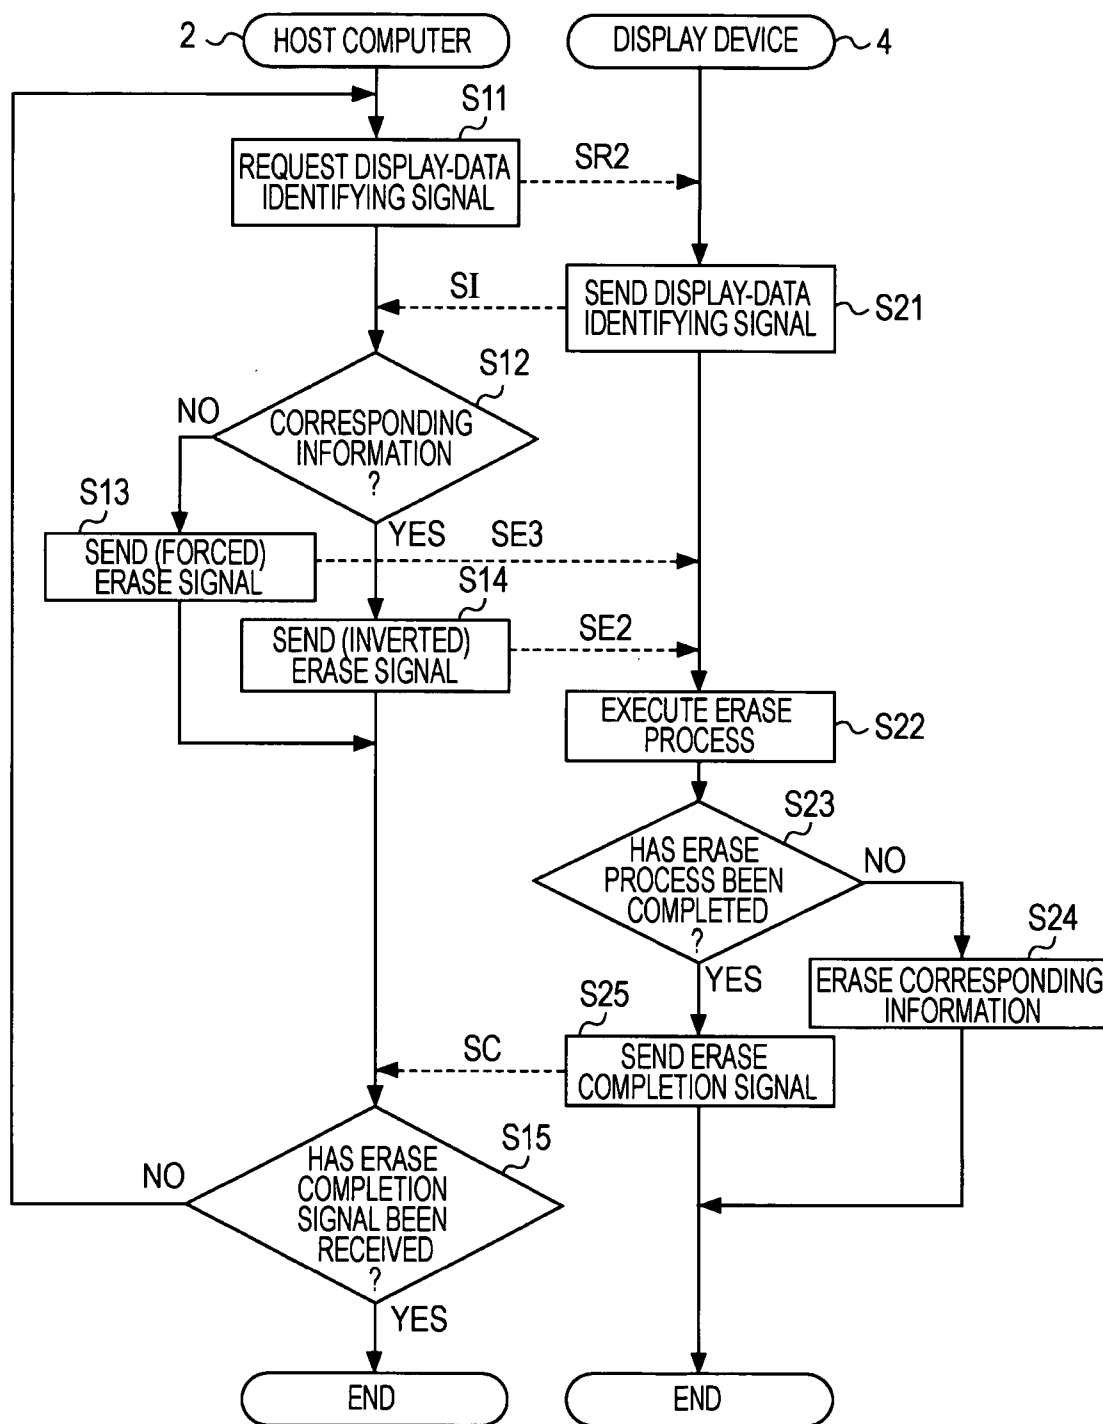 2
HOST COMPUTER
DISPLAY DEVICE
4
S11
REQUEST DISPLAY-DATA
IDENTIFYING SIGNAL
SR2
SI
SEND DISPLAY-DATA
IDENTIFYING SIGNAL
S21
S12
NO
CORRESPONDING
INFORMATION
?
S13
YES
SE3
SEND (FORCED)
ERASE SIGNAL
S14
SEND (INVERTED)
ERASE SIGNAL
SE2
EXECUTE ERASE
PROCESS
S22
S23
HAS ERASE
PROCESS BEEN
COMPLETED
?
NO
YES
S24
ERASE CORRESPONDING
INFORMATION
S25
SC
SEND ERASE
COMPLETION SIGNAL
S15
NO
HAS ERASE
COMPLETION
SIGNAL BEEN
RECEIVED
?
YES
END
END